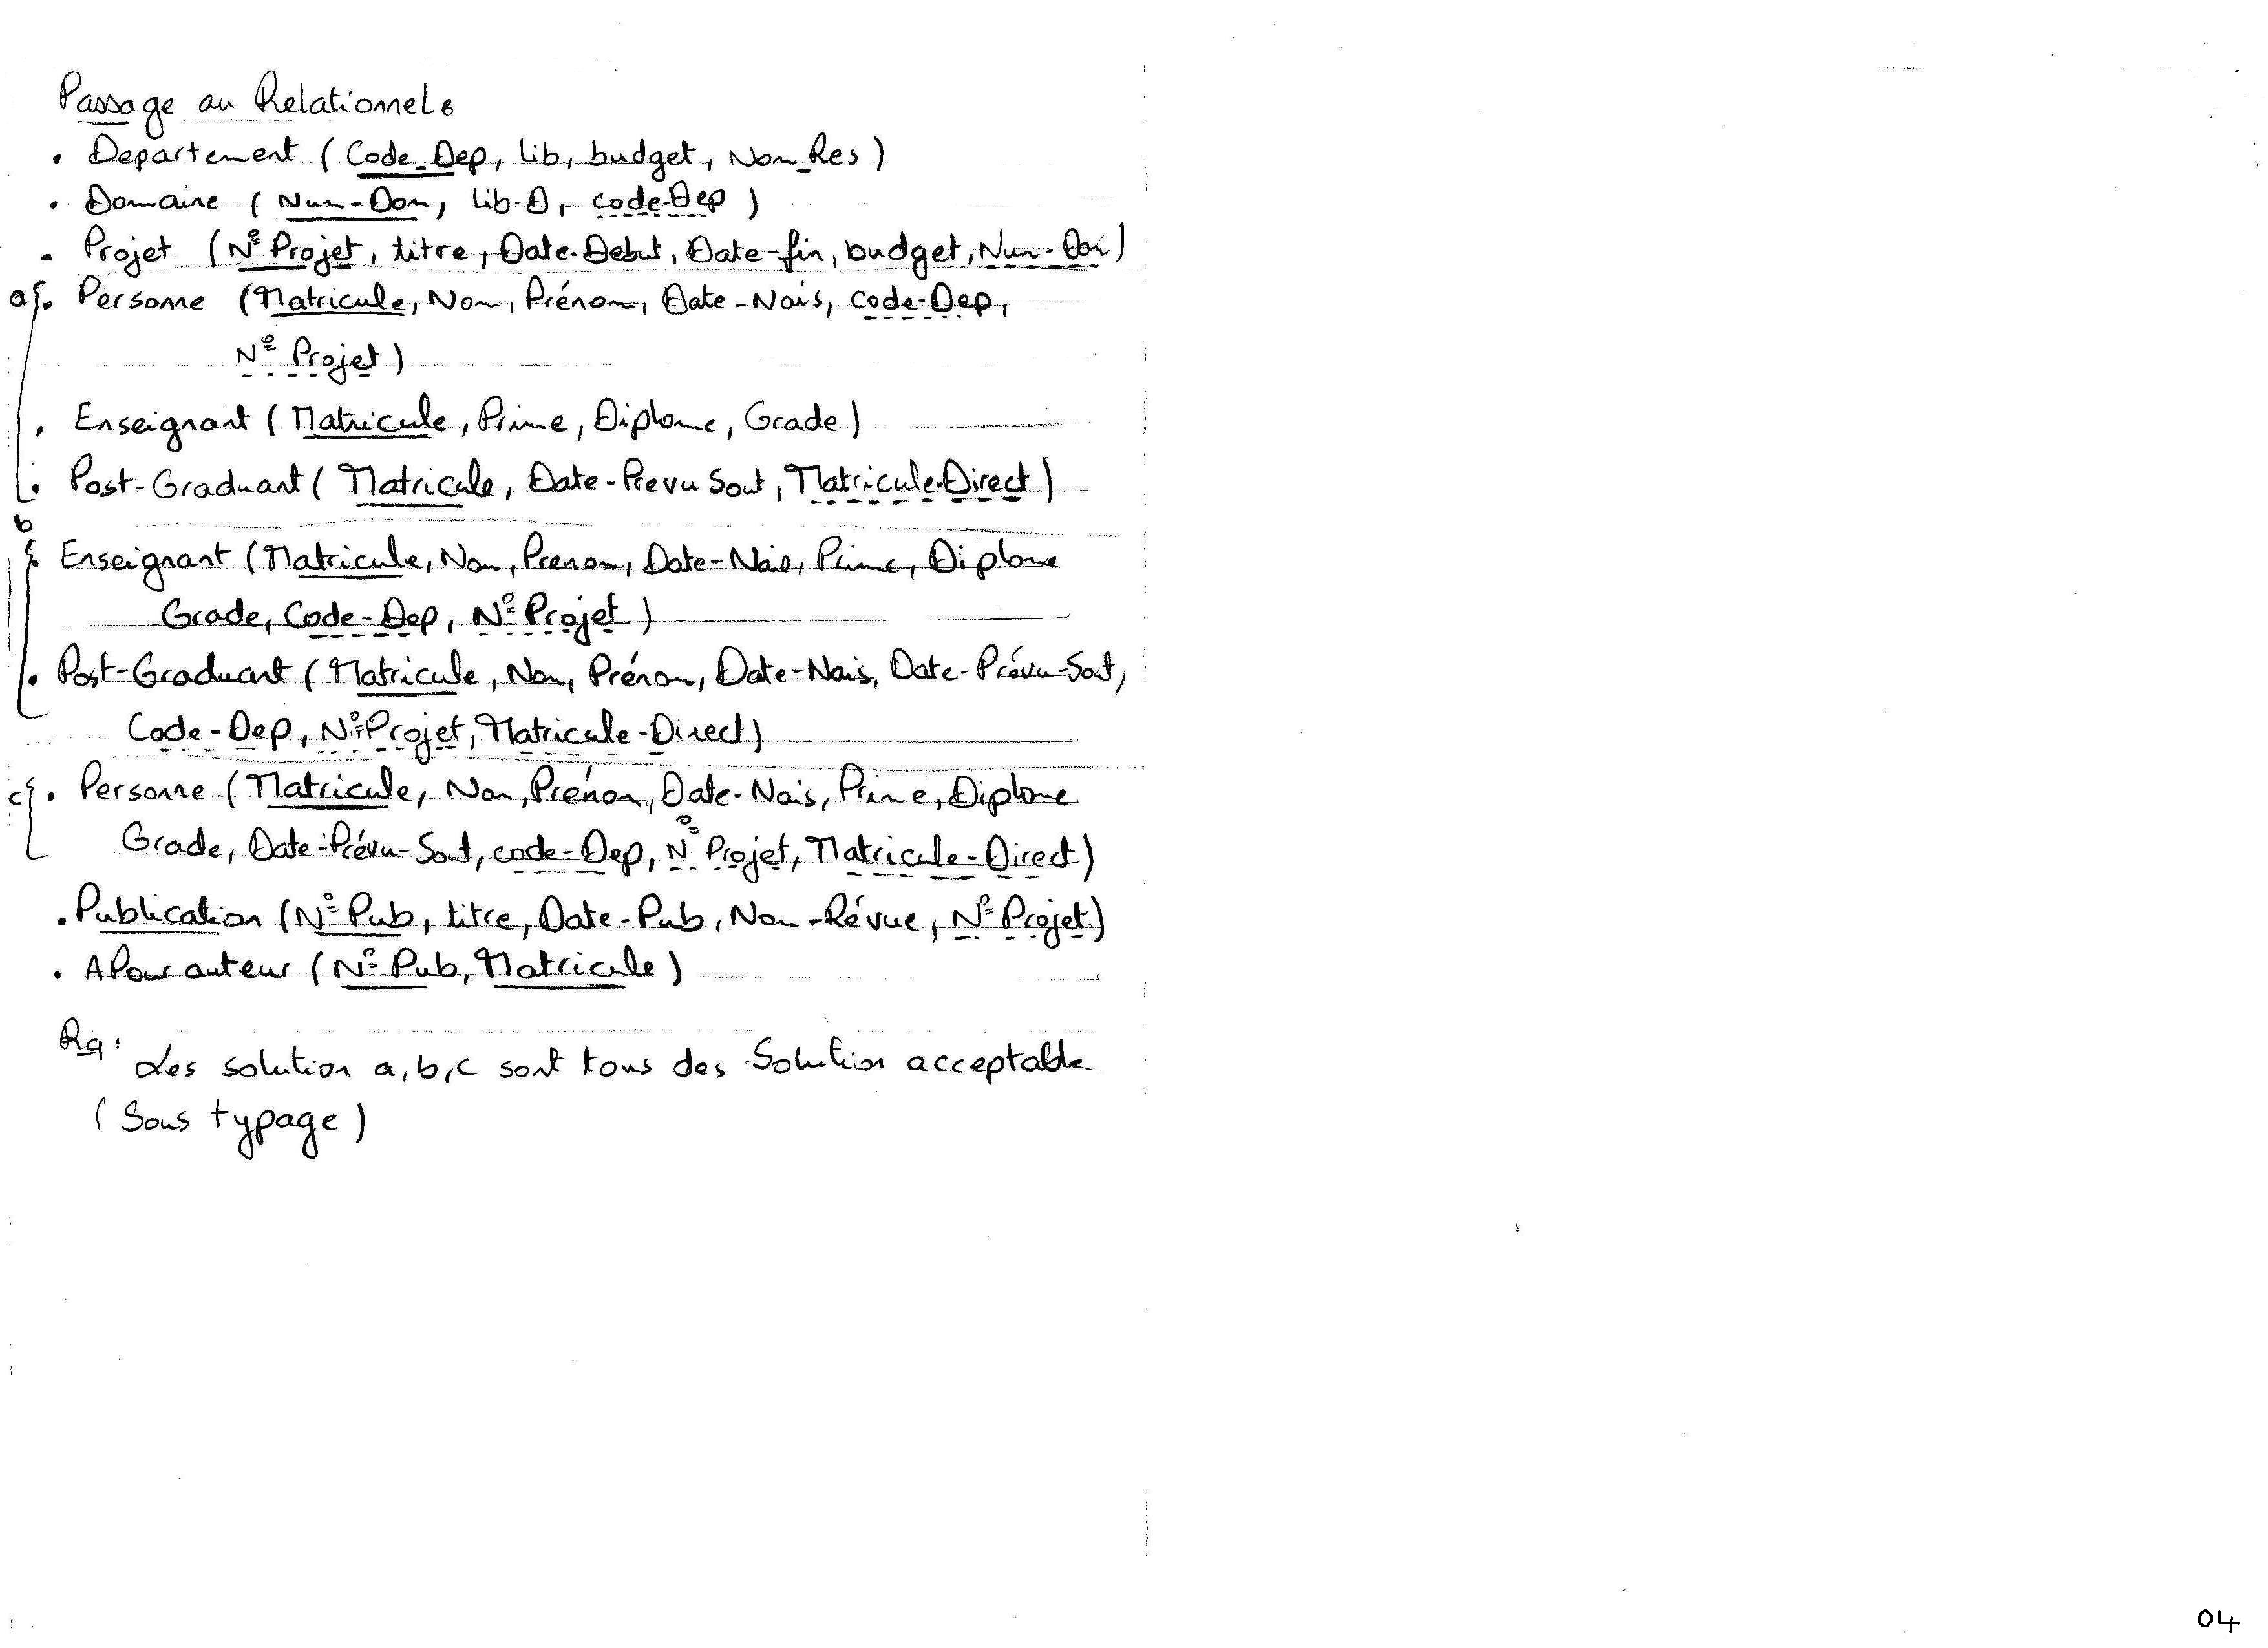 Passage au Relationnel:
. Departement (Code_Dep, lib, budget, Nom_Res)
. Domaine (Num-Dom, Lib-D, code-Dep)
. Projet (N° Projet, titre, Date-Debut, Date-fin, budget, Num-Dom)
a{. Personne (Matricule, Nom, Prénom, Date-Nais, code-Dep,
N° Projet)
. Enseignant (Matricule, Prime, Diplome, Grade)
. Post-Graduant (Matricule, Date-Prevu Sout, Matricule-Direct)
b
{ Enseignant (Matricule, Nom, Prenom, Date-Nais, Prime, Diplome
Grade, Code-Dep, N° Projet)
. Post-Graduant (Matricule, Nom, Prénom, Date-Nais, Date-Prévu-Sout,
Code-Dep, N° Projet, Matricule-Direct)
c{. Personne (Matricule, Nom, Prénom, Date-Nais, Prime, Diplome
Grade, Date-Prévu-Sout, code-Dep, N° Projet, Matricule-Direct)
. Publication (N° Pub, titre, Date-Pub, Nom-Révue, N° Projet)
. APour auteur (N° Pub, Matricule)
Rq:
Les solution a,b,c sont tous des Solution acceptable
(Sous typage)
04